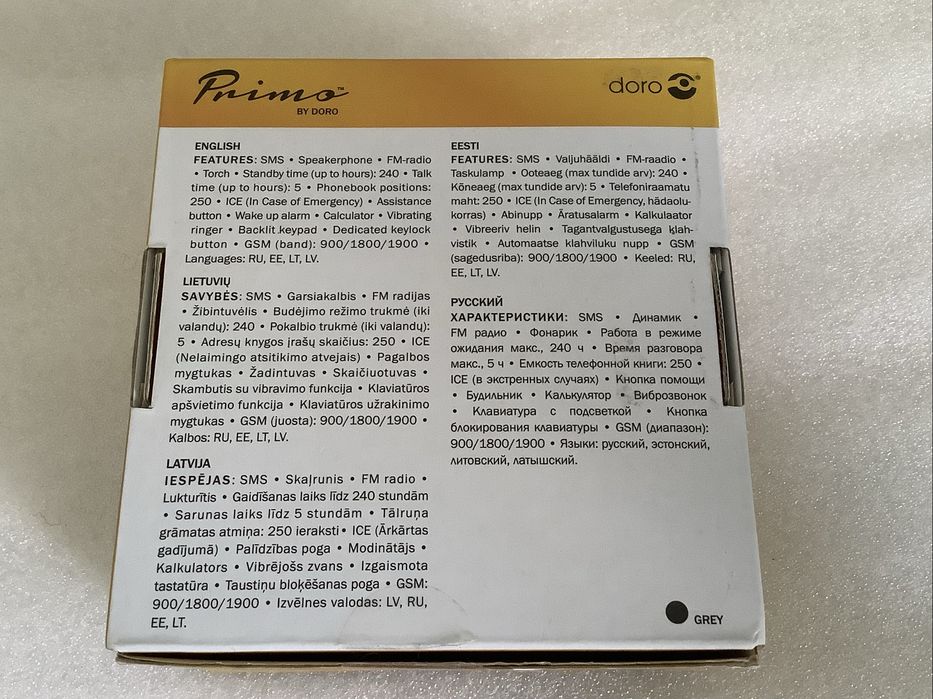 Primo™
BY DORO
doro®
ENGLISH
FEATURES: SMS • Speakerphone • FM-radio
• Torch • Standby time (up to hours): 240 • Talk
time (up to hours): 5 • Phonebook positions:
250 • ICE (In Case of Emergency) • Assistance
button • Wake up alarm • Calculator • Vibrating
ringer • Backlit keypad • Dedicated keylock
button • GSM (band): 900/1800/1900 •
Languages: RU, EE, LT, LV.
LIETUVIŲ
SAVYBĖS: SMS • Garsiakalbis • FM radijas
• Žibintuvėlis • Budėjimo režimo trukmė (iki
valandų): 240 • Pokalbio trukmė (iki valandų):
5 • Adresų knygos įrašų skaičius: 250 • ICE
(Nelaimingo atsitikimo atvejais) • Pagalbos
mygtukas • Žadintuvas • Skaičiuotuvas •
Skambutis su vibravimo funkcija • Klaviatūros
apšvietimo funkcija • Klaviatūros užrakinimo
mygtukas • GSM (juosta): 900/1800/1900 •
Kalbos: RU, EE, LT, LV.
LATVIJA
IESPĒJAS: SMS • Skaļrunis • FM radio •
Lukturītis • Gaidīšanas laiks līdz 240 stundām
• Sarunas laiks līdz 5 stundām • Tālruņa
grāmatas atmiņa: 250 ieraksti • ICE (Ārkārtas
gadījumā) • Palīdzības poga • Modinātājs •
Kalkulators • Vibrējošs zvans • Izgaismota
tastatūra • Taustiņu bloķēšanas poga • GSM:
900/1800/1900 • Izvēlnes valodas: LV, RU,
EE, LT.
EESTI
FEATURES: SMS • Valjuhääldi • FM-raadio •
Taskulamp • Ooteaeg (max tundide arv): 240 •
Kõneaeg (max tundide arv): 5 • Telefoniraamatu
maht: 250 • ICE (In Case of Emergency, hädaolu-
korras) • Abinupp • Äratusalarm • Kalkulaator
• Vibreeriv helin • Tagantvalgustusega klah-
vistik • Automaatse klahviluku nupp • GSM
(sagedusriba): 900/1800/1900 • Keeled: RU,
EE, LT, LV.
РУССКИЙ
ХАРАКТЕРИСТИКИ: SMS • Динамик •
FM радио • Фонарик • Работа в режиме
ожидания макс., 240 ч • Время разговора
макс., 5 ч • Емкость телефонной книги: 250 •
ICE (в экстренных случаях) • Кнопка помощи
• Будильник • Калькулятор • Виброзвонок
• Клавиатура с подсветкой • Кнопка
блокирования клавиатуры • GSM (диапазон):
900/1800/1900 • Языки: русский, эстонский,
литовский, латышский.
GREY